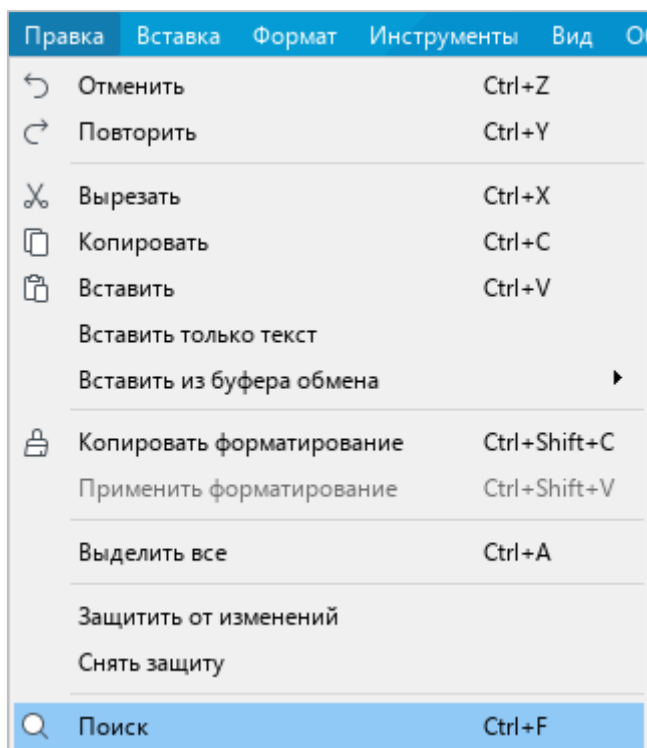 Правка Вставка Формат Инструменты Вид
Отменить Ctrl+Z
Повторить Ctrl+Y
Вырезать Ctrl+X
Копировать Ctrl+C
Вставить Ctrl+V
Вставить только текст
Вставить из буфера обмена
Копировать форматирование Ctrl+Shift+C
Применить форматирование Ctrl+Shift+V
Выделить все Ctrl+A
Защитить от изменений
Снять защиту
Поиск Ctrl+F